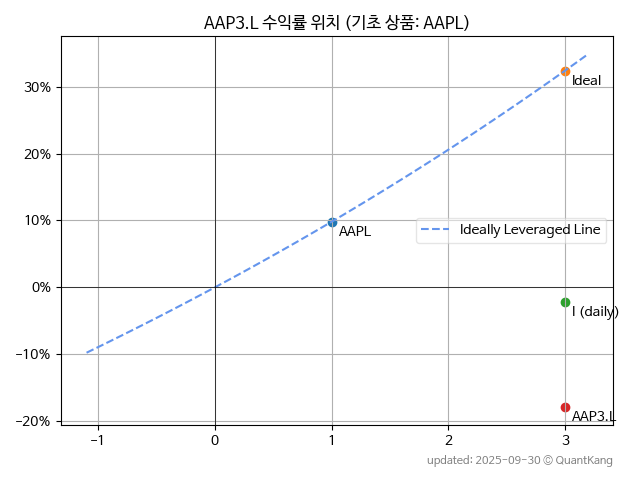 AAP3.L 수익률 위치 (기초 상품: AAPL)
30%
20%
10%
0%
−10%
−20%
Ideal
AAPL
Ideally Leveraged Line
I (daily)
AAP3.L
−1
0
1
2
3
updated: 2025-09-30 © QuantKang